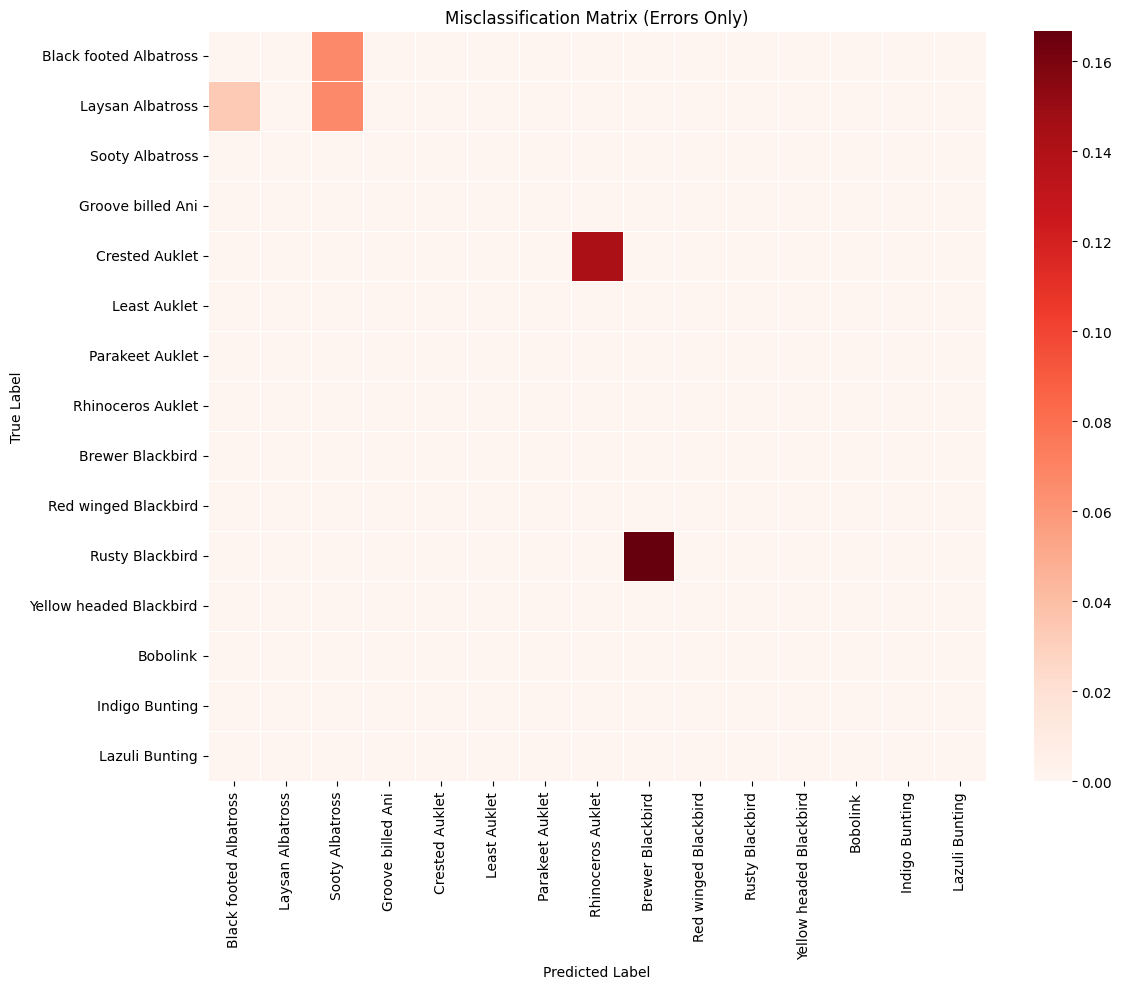 Misclassification Matrix (Errors Only)
Black footed Albatross
Laysan Albatross
Sooty Albatross
Groove billed Ani
Crested Auklet
Least Auklet
Parakeet Auklet
Rhinoceros Auklet
Brewer Blackbird
Red winged Blackbird
Rusty Blackbird
Yellow headed Blackbird
Bobolink
Indigo Bunting
Lazuli Bunting
True Label
Black footed Albatross
Laysan Albatross
Sooty Albatross
Groove billed Ani
Crested Auklet
Least Auklet
Parakeet Auklet
Rhinoceros Auklet
Brewer Blackbird
Red winged Blackbird
Rusty Blackbird
Yellow headed Blackbird
Bobolink
Indigo Bunting
Lazuli Bunting
Predicted Label
0.16
0.14
0.12
0.10
0.08
0.06
0.04
0.02
0.00